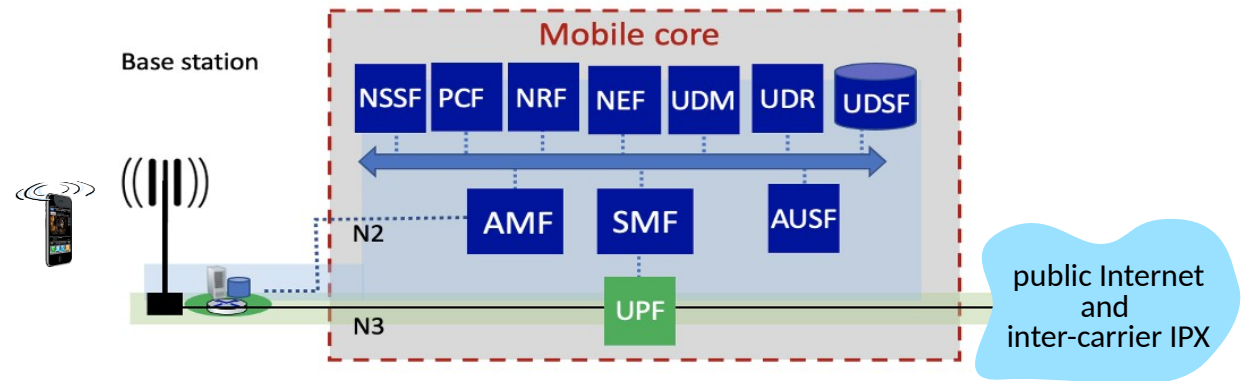 Mobile core
Base station
NSSF
PCF
NRF
NEF
UDM
UDR
UDSF
AMF
SMF
AUSF
N2
UPF
N3
public Internet
and
inter-carrier IPX